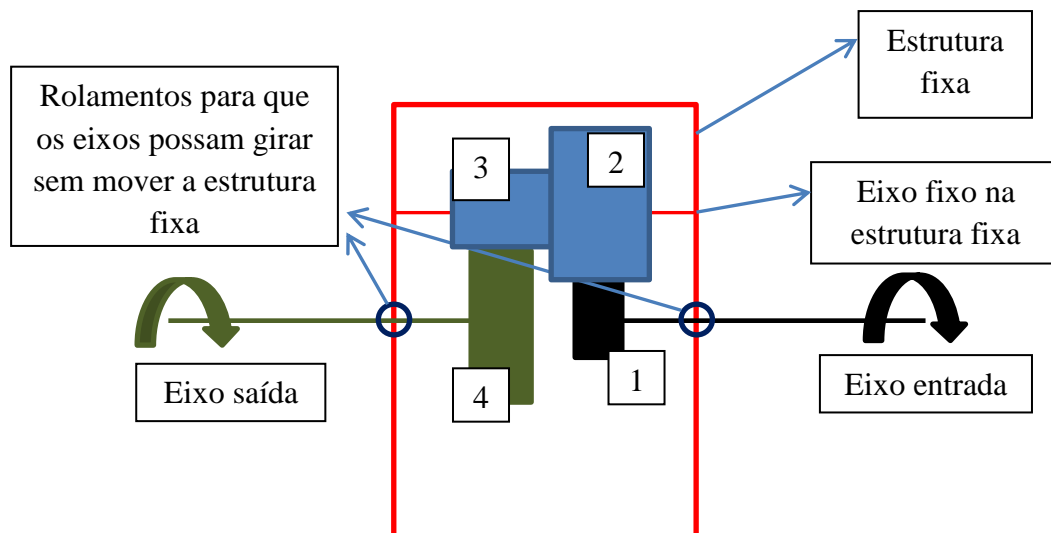 Estrutura
fixa
Rolamentos para que
os eixos possam girar
sem mover a estrutura
fixa
3
2
Eixo fixo na
estrutura fixa
Eixo saída
4
1
Eixo entrada